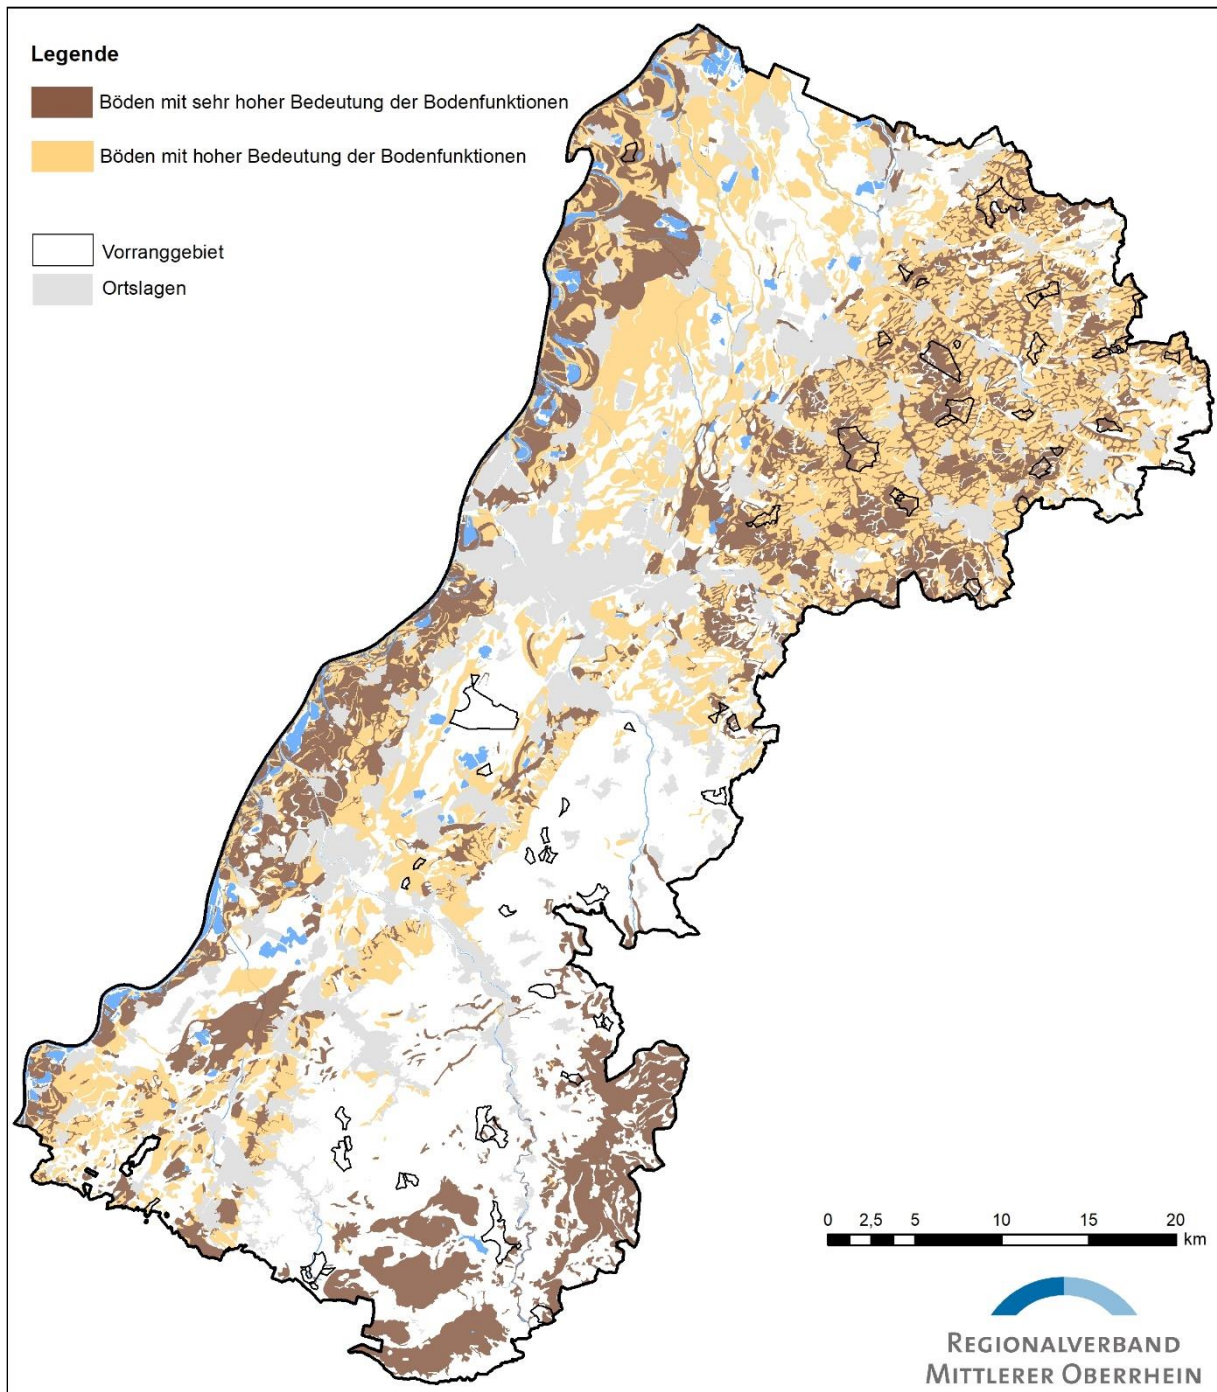 Legende
Böden mit sehr hoher Bedeutung der Bodenfunktionen
Böden mit hoher Bedeutung der Bodenfunktionen
Vorranggebiet
Ortslagen
0 2,5 5 10 15 20
km
REGIONALVERBAND
MITTLERER OBERRHEIN